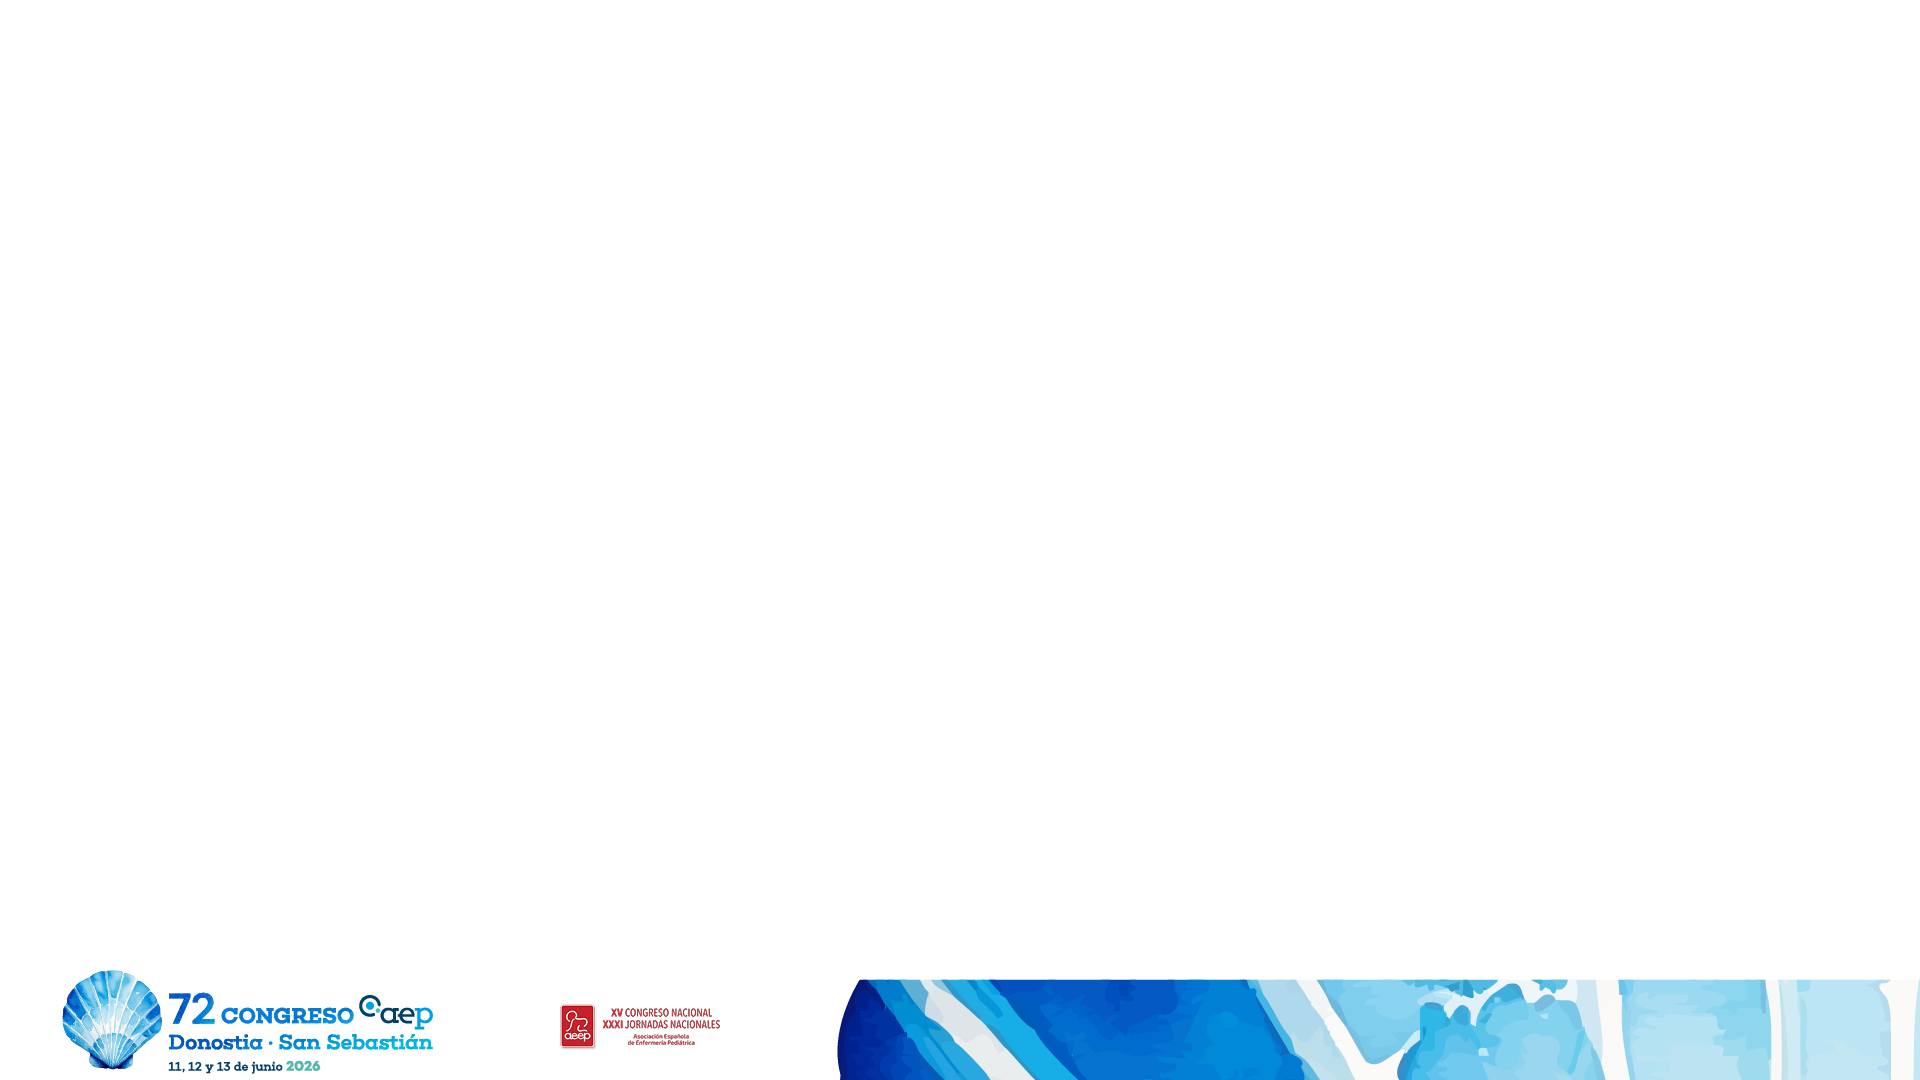 72 CONGRESO aep
Donostia · San Sebastián
11, 12 y 13 de junio 2026
aeep
XV CONGRESO NACIONAL
XXXI JORNADAS NACIONALES
Asociación Española
de Enfermería Pediátrica